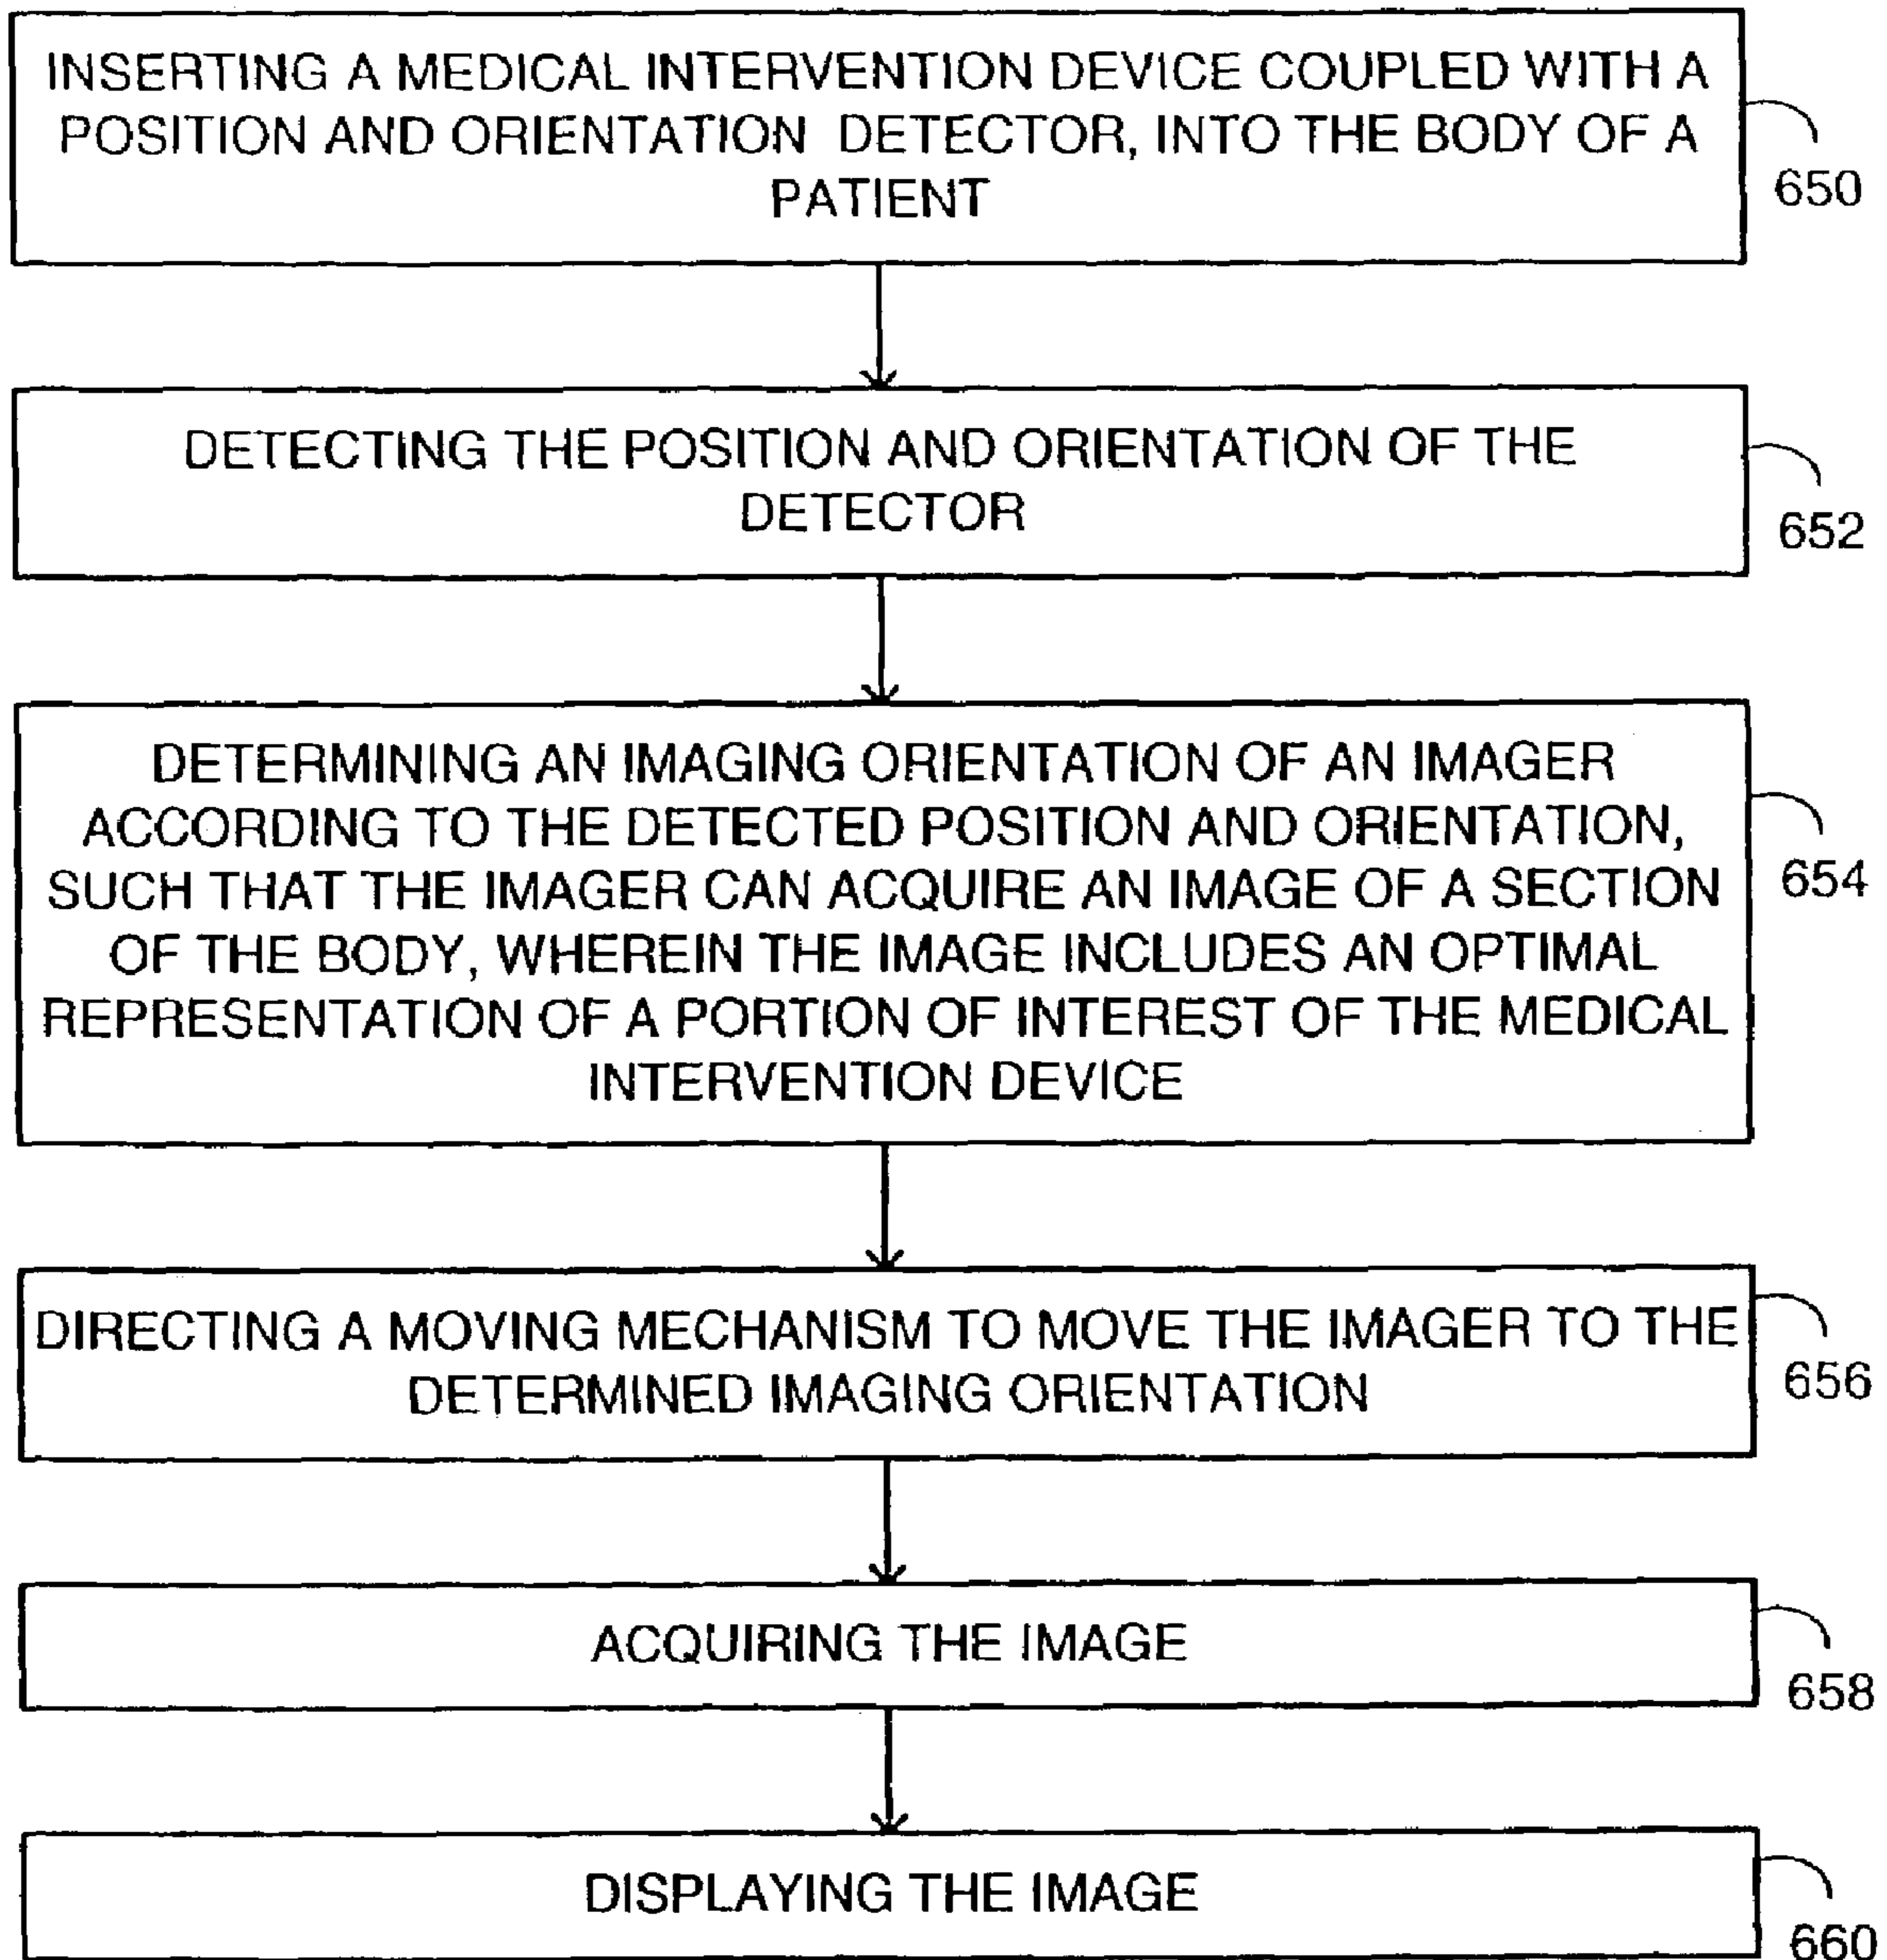 INSERTING A MEDICAL INTERVENTION DEVICE COUPLED WITH A
POSITION AND ORIENTATION DETECTOR, INTO THE BODY OF A
PATIENT
650
DETECTING THE POSITION AND ORIENTATION OF THE
DETECTOR
652
DETERMINING AN IMAGING ORIENTATION OF AN IMAGER
ACCORDING TO THE DETECTED POSITION AND ORIENTATION,
SUCH THAT THE IMAGER CAN ACQUIRE AN IMAGE OF A SECTION
OF THE BODY, WHEREIN THE IMAGE INCLUDES AN OPTIMAL
REPRESENTATION OF A PORTION OF INTEREST OF THE MEDICAL
INTERVENTION DEVICE
654
DIRECTING A MOVING MECHANISM TO MOVE THE IMAGER TO THE
DETERMINED IMAGING ORIENTATION
656
ACQUIRING THE IMAGE
658
DISPLAYING THE IMAGE
660